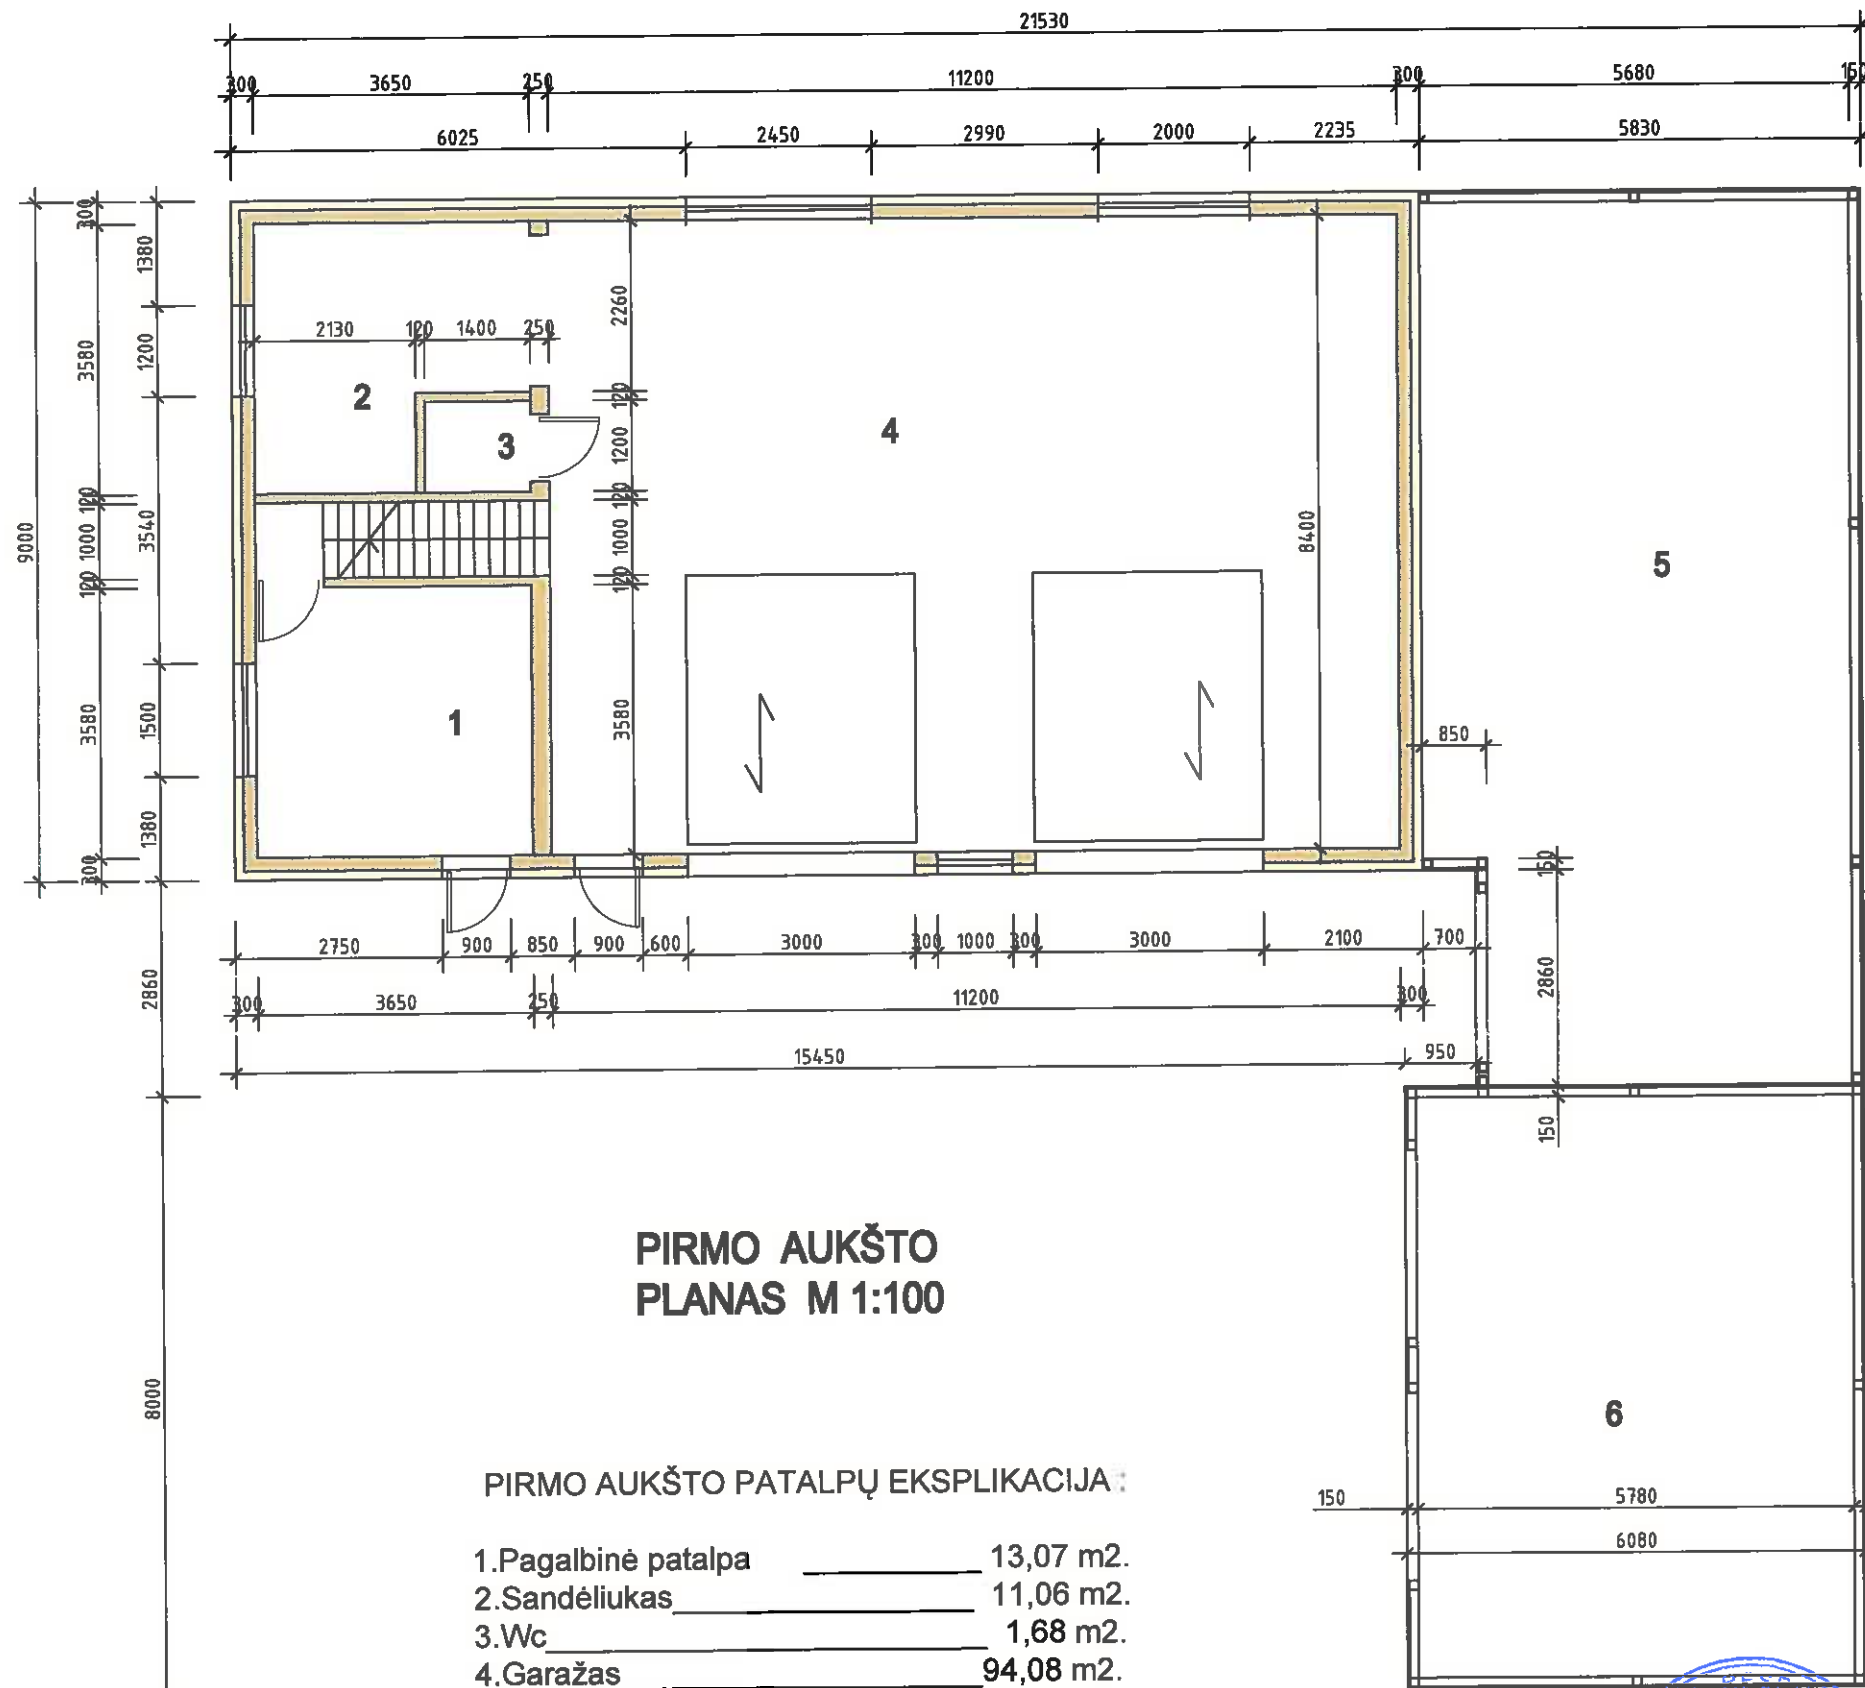 21530
300 3650 250 11200 300 5680 150
6025 2450 2990 2000 2235 5830
9000
300 3580 120 1000 120 3580 300
1380 1200 3540 1500 1380 2860 8000
2130 120 1400 250
2260 120 1200 120 1000 120 3580
8400
2
3
4
5
1
850
150
2860
150
2750 900 850 900 600 3000 300 1000 300 3000 2100 700
300 3650 250 11200 300
15450 950
PIRMO AUKŠTO
PLANAS M 1:100
6
150 5780
6080
PIRMO AUKŠTO PATALPŲ EKSPLIKACIJA :
1.Pagalbinė patalpa 13,07 m2.
2.Sandėliukas 11,06 m2.
3.Wc 1,68 m2.
4.Garažas 94,08 m2.